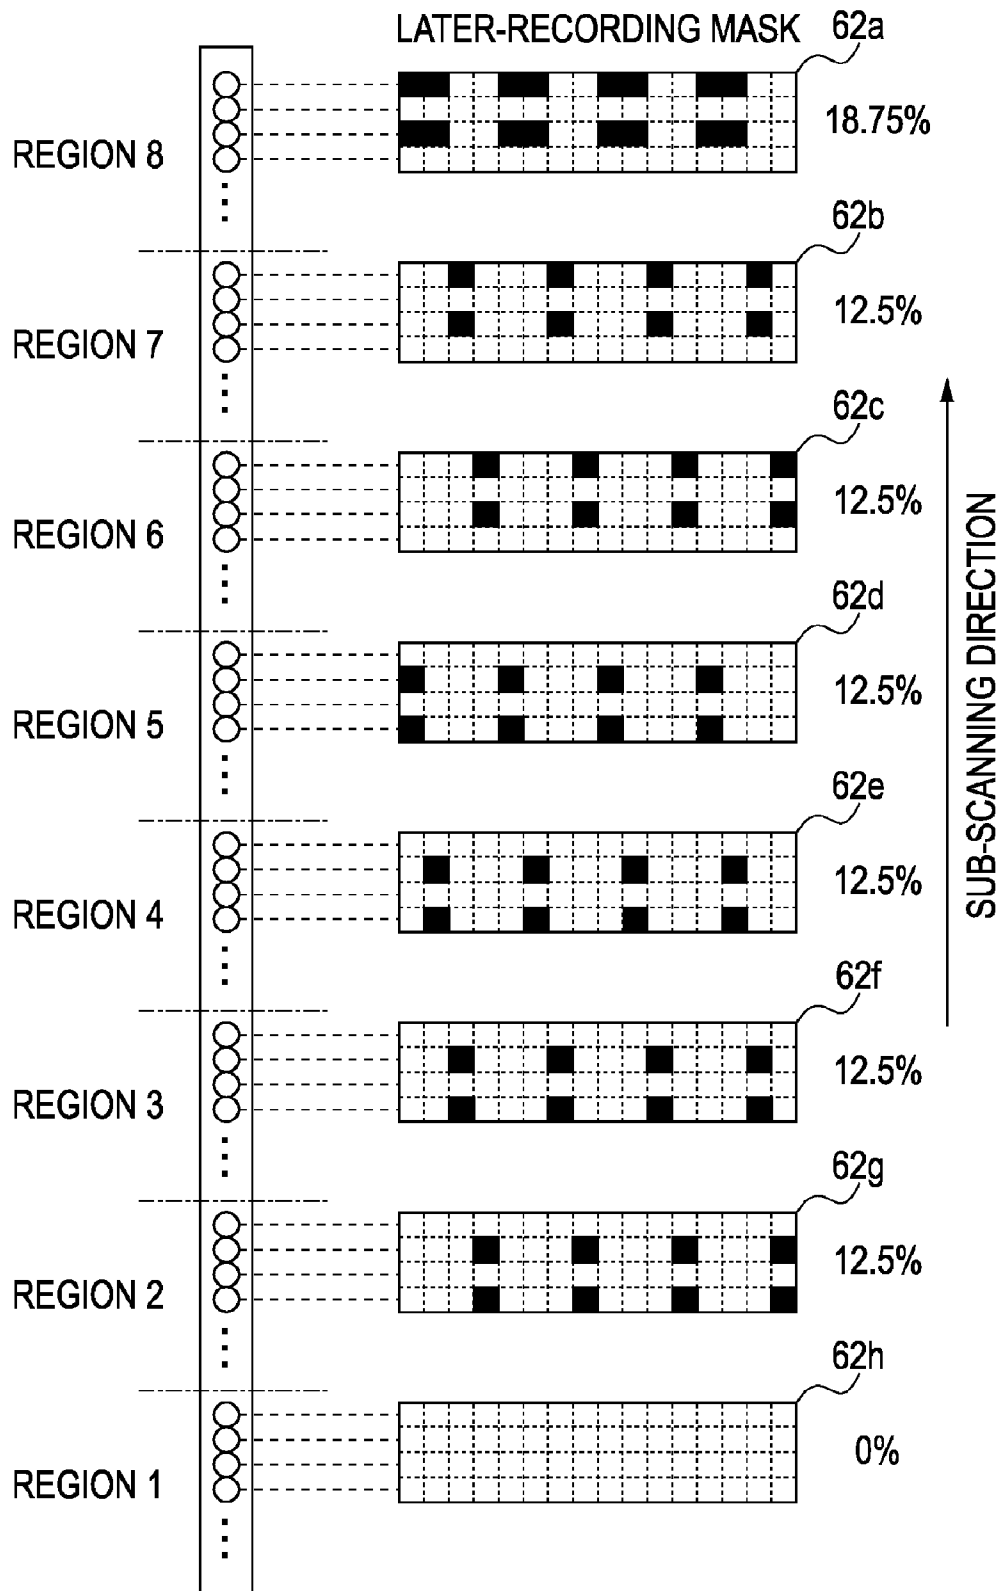 LATER-RECORDING MASK
62a
18.75%
REGION 8
62b
12.5%
REGION 7
62c
12.5%
REGION 6
62d
12.5%
REGION 5
62e
12.5%
REGION 4
62f
12.5%
REGION 3
62g
12.5%
REGION 2
62h
0%
REGION 1
SUB-SCANNING DIRECTION